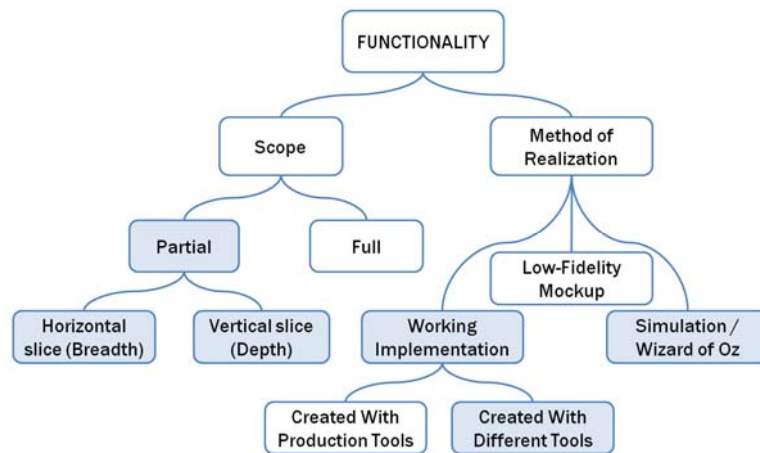 FUNCTIONALITY
Scope
Method of
Realization
Partial
Full
Low-Fidelity
Mockup
Horizontal
slice (Breadth)
Vertical slice
(Depth)
Working
Implementation
Simulation /
Wizard of Oz
Created With
Production Tools
Created With
Different Tools